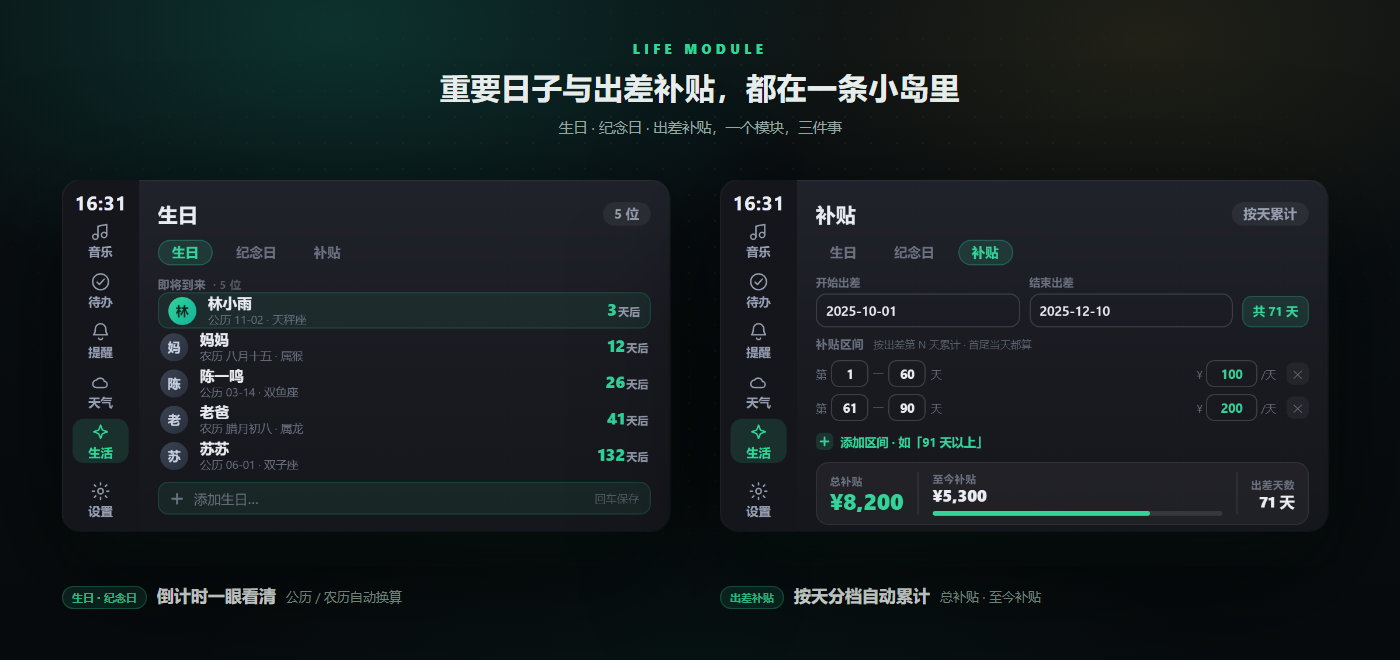 LIFE MODULE
重要日子与出差补贴，都在一条小岛里
生日 · 纪念日 · 出差补贴，一个模块，三件事
16:31
音乐
待办
提醒
天气
生活
设置
生日
5 位
生日 纪念日 补贴
即将到来 · 5 位
林 林小雨
公历 11-02 · 天秤座
3天后
妈 妈妈
农历 八月十五 · 属猴
12天后
陈 陈一鸣
公历 03-14 · 双鱼座
26天后
老 老爸
农历 腊月初八 · 属龙
41天后
苏 苏苏
公历 06-01 · 双子座
132天后
+ 添加生日... 回车保存
16:31
音乐
待办
提醒
天气
生活
设置
补贴
按天累计
生日 纪念日 补贴
开始出差 结束出差
2025-10-01 2025-12-10 共 71 天
补贴区间 按出差第 N 天累计 · 首尾当天都算
第 1 — 60 天 ¥ 100 /天 ×
第 61 — 90 天 ¥ 200 /天 ×
+ 添加区间 · 如「91 天以上」
总补贴
¥8,200
至今补贴
¥5,300
出差天数
71 天
生日 · 纪念日 倒计时一眼看清 公历 / 农历自动换算
出差补贴 按天分档自动累计 总补贴 · 至今补贴